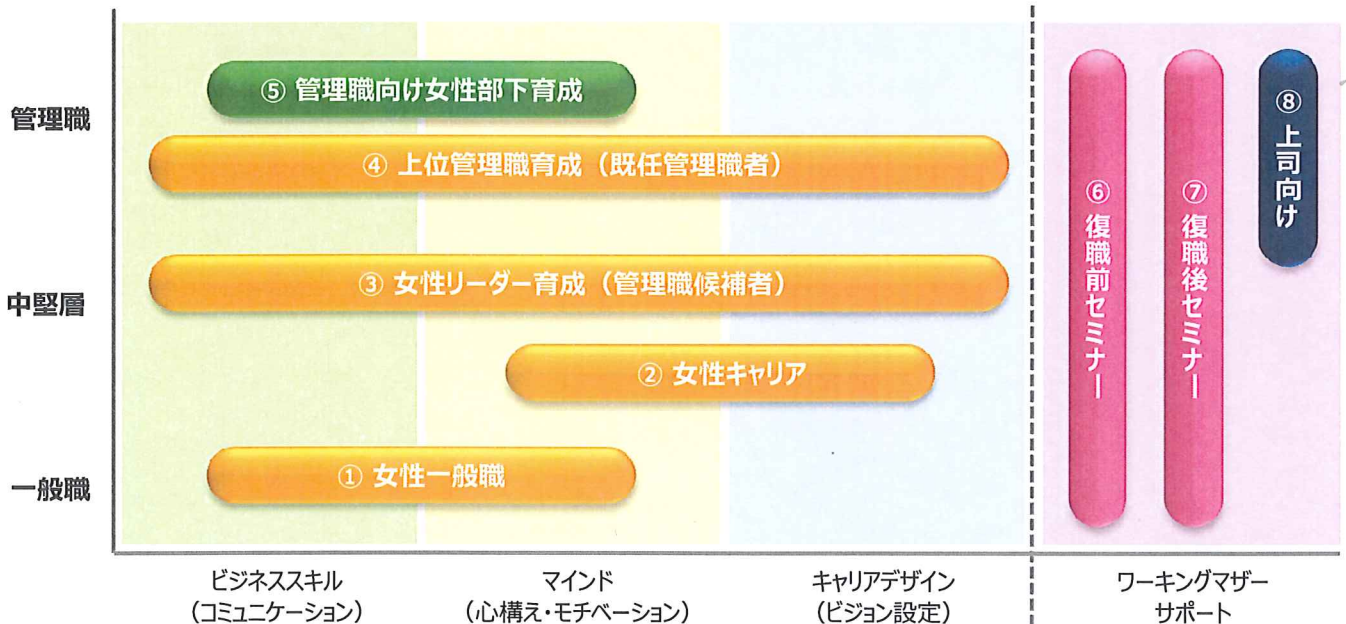 管理職
中堅層
一般職
⑤ 管理職向け女性部下育成
④ 上位管理職育成（既任管理職者）
③ 女性リーダー育成（管理職候補者）
② 女性キャリア
① 女性一般職
⑥ 復職前セミナー
⑦ 復職後セミナー
⑧ 上司向け
ビジネススキル
（コミュニケーション）
マインド
（心構え・モチベーション）
キャリアデザイン
（ビジョン設定）
ワーキングマザー
サポート